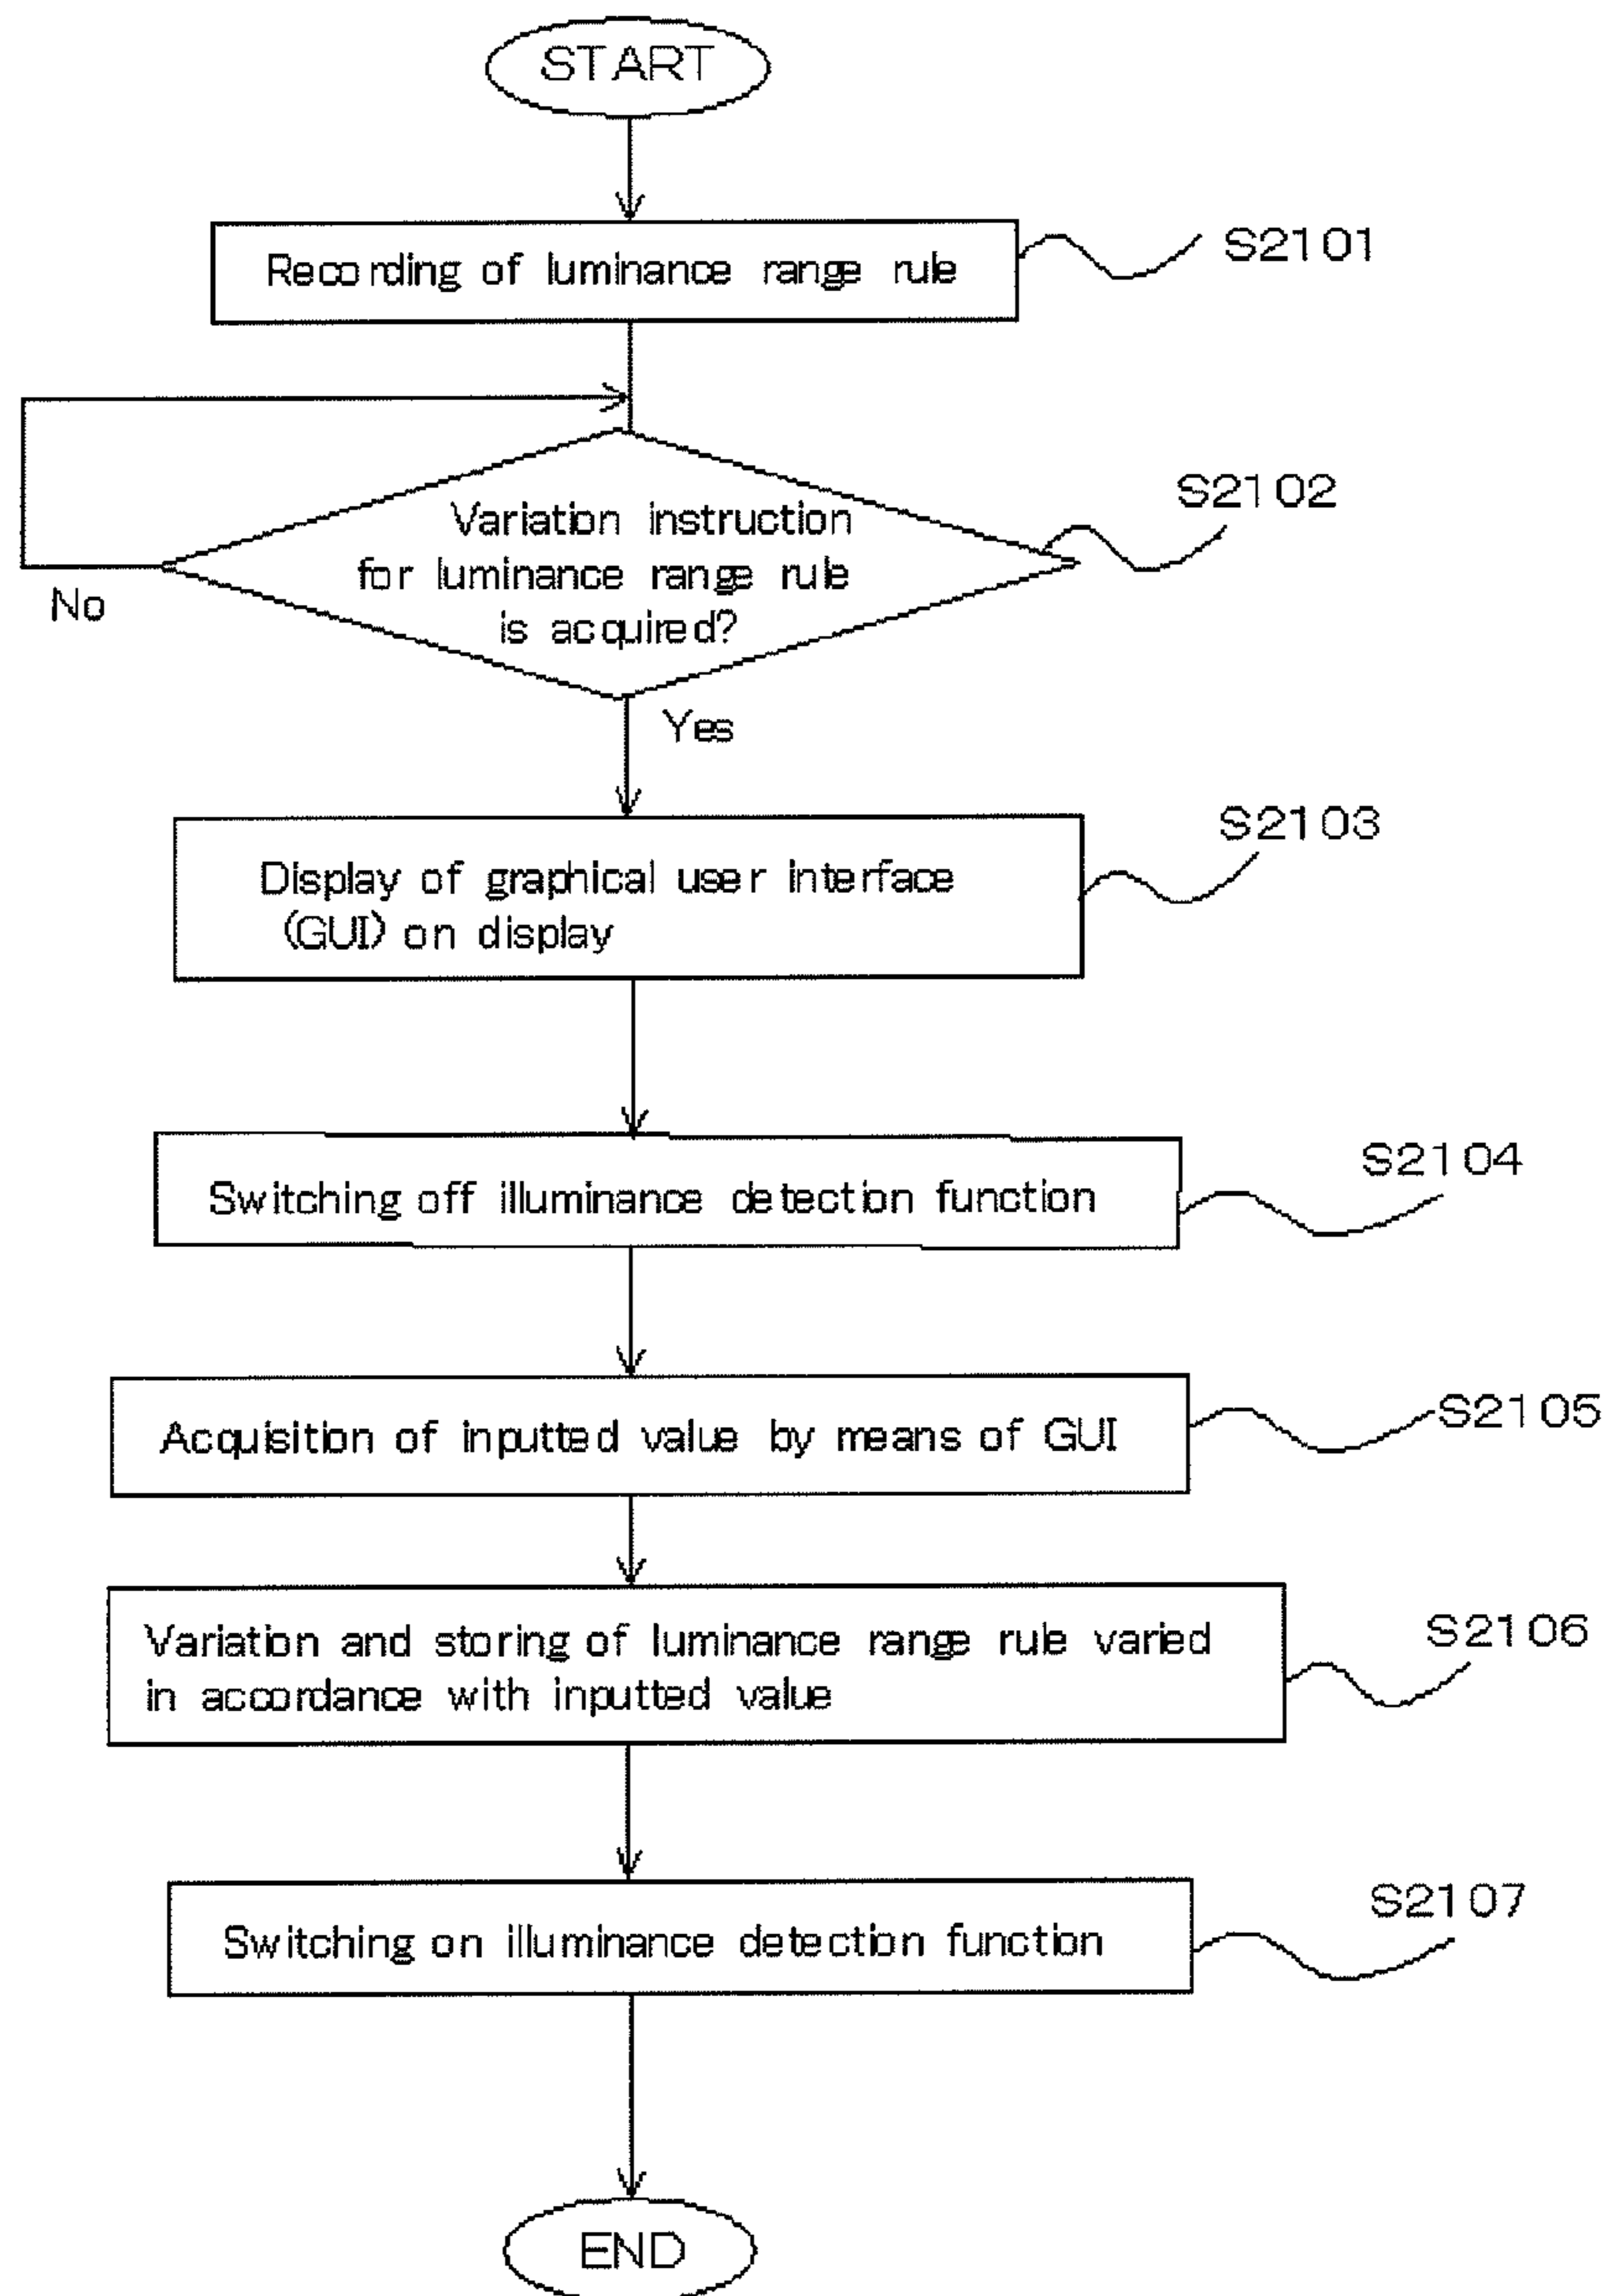 START
Recording of luminance range rule
S2101
S2102
Variation instruction
for luminance range rule
is acquired?
No
Yes
S2103
Display of graphical user interface
(GUI) on display
S2104
Switching off illuminance detection function
S2105
Acquisition of inputted value by means of GUI
S2106
Variation and storing of luminance range rule varied
in accordance with inputted value
S2107
Switching on illuminance detection function
END